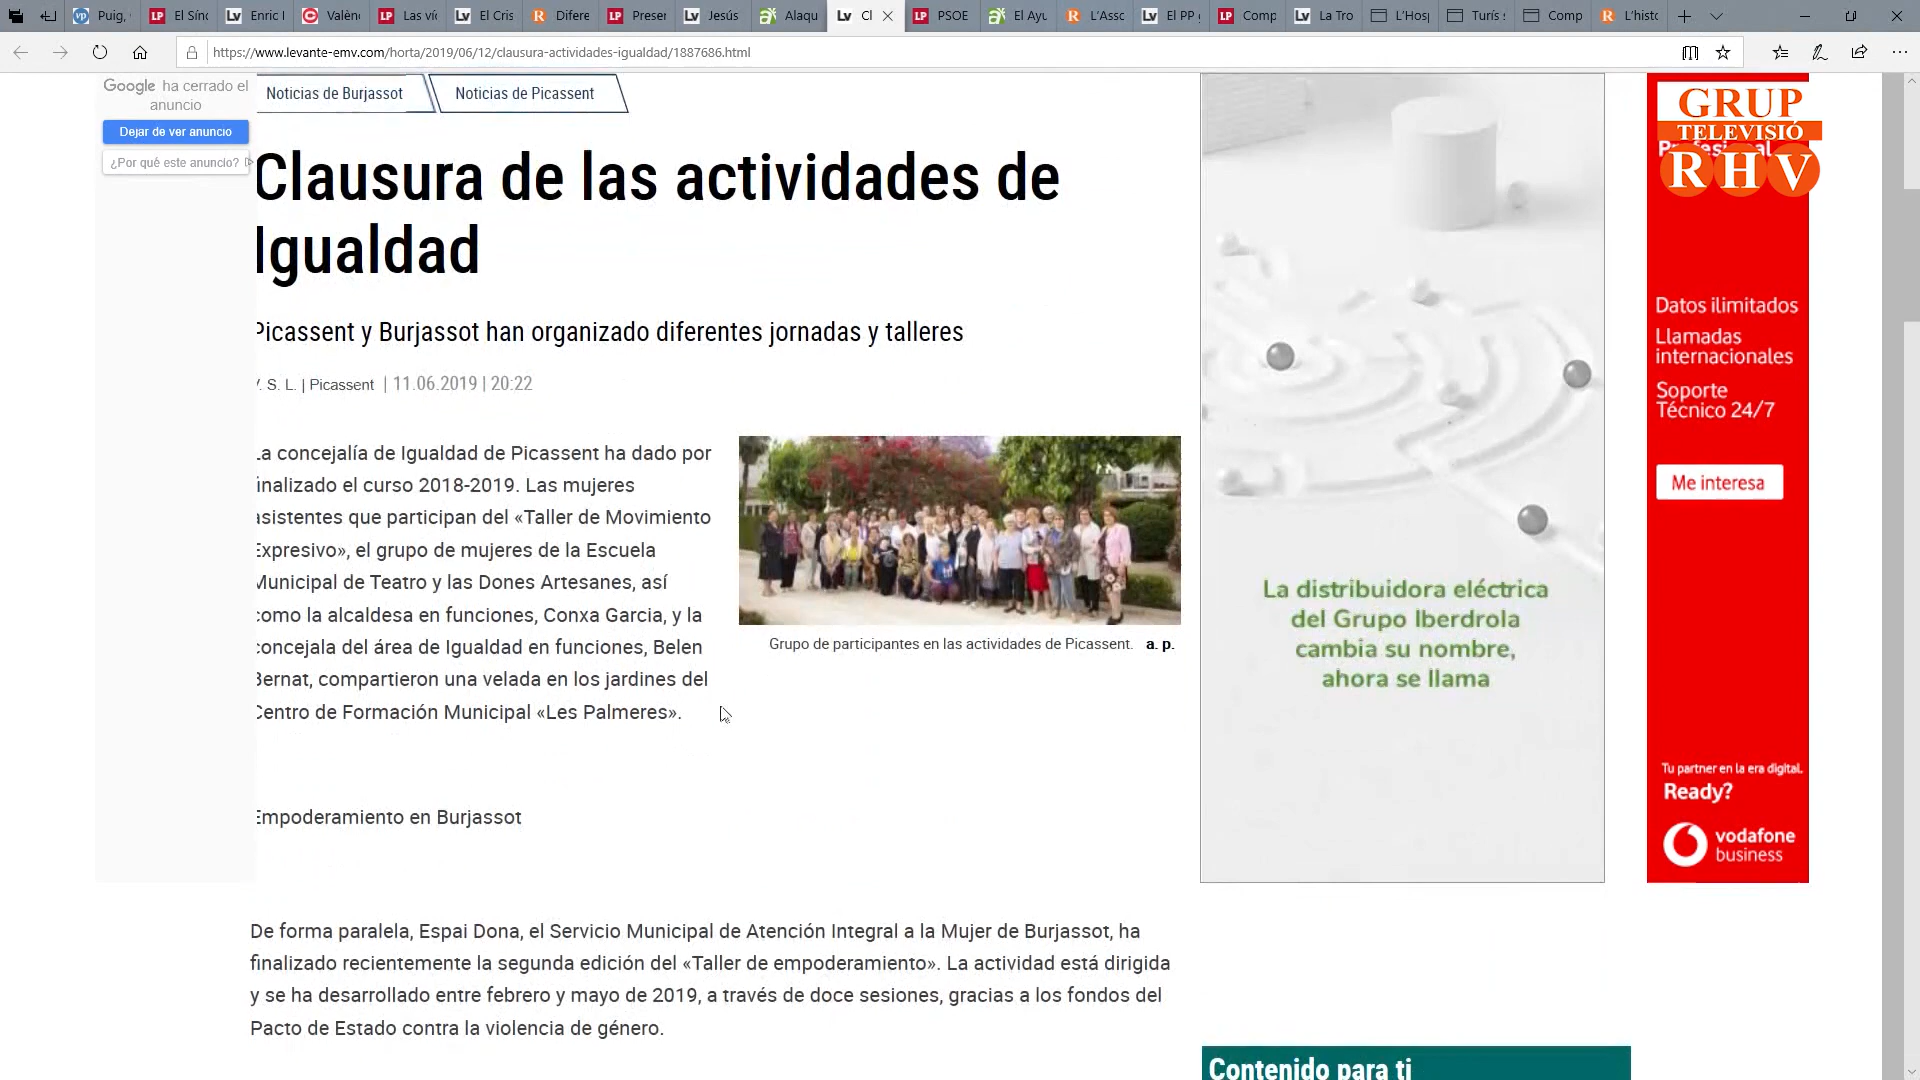 Puig,
El Sínc
Enric I
Valènc
Las ví
El Cris
Difere
Preser
Jesús
Alaqu
Cl
PSOE
El Ayu
L'Asso
El PP
Comp
La Tro
L'Hos
Turís
Comp
L'histo
https://www.levante-emv.com/horta/2019/06/12/clausura-actividades-igualdad/1887686.html
Google ha cerrado el
anuncio
Dejar de ver anuncio
¿Por qué este anuncio?
Noticias de Burjassot
Noticias de Picassent
Clausura de las actividades de
Igualdad
Picassent y Burjassot han organizado diferentes jornadas y talleres
V. S. L. | Picassent | 11.06.2019 | 20:22
La concejalía de Igualdad de Picassent ha dado por
finalizado el curso 2018-2019. Las mujeres
asistentes que participan del «Taller de Movimiento
Expresivo», el grupo de mujeres de la Escuela
Municipal de Teatro y las Dones Artesanes, así
como la alcaldesa en funciones, Conxa Garcia, y la
concejala del área de Igualdad en funciones, Belen
Bernat, compartieron una velada en los jardines del
Centro de Formación Municipal «Les Palmeres».
Grupo de participantes en las actividades de Picassent. a. p.
Empoderamiento en Burjassot
De forma paralela, Espai Dona, el Servicio Municipal de Atención Integral a la Mujer de Burjassot, ha
finalizado recientemente la segunda edición del «Taller de empoderamiento». La actividad está dirigida
y se ha desarrollado entre febrero y mayo de 2019, a través de doce sesiones, gracias a los fondos del
Pacto de Estado contra la violencia de género.
La distribuidora eléctrica
del Grupo Iberdrola
cambia su nombre,
ahora se llama
Contenido para ti
GRUP
TELEVISIÓ
Profesional
RHV
Datos ilimitados
Llamadas
internacionales
Soporte
Técnico 24/7
Me interesa
Tu partner en la era digital.
Ready?
vodafone
business